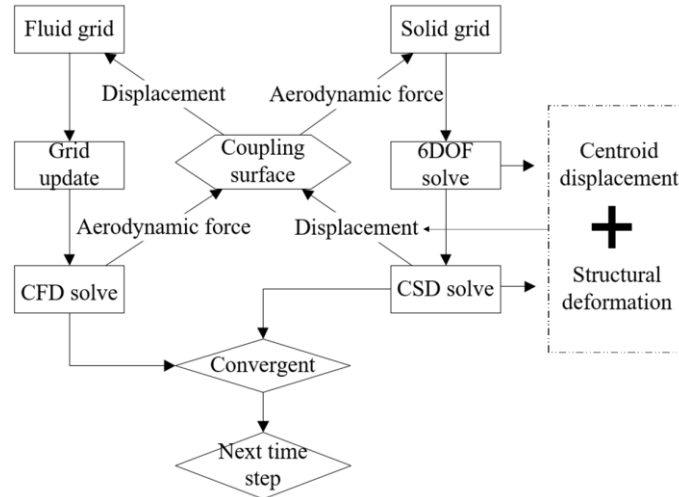 Fluid grid
Solid grid
Displacement
Aerodynamic force
Grid
update
Coupling
surface
6DOF
solve
Centroid
displacement
+
Aerodynamic force
Displacement
Structural
deformation
CFD solve
CSD solve
Convergent
Next time
step